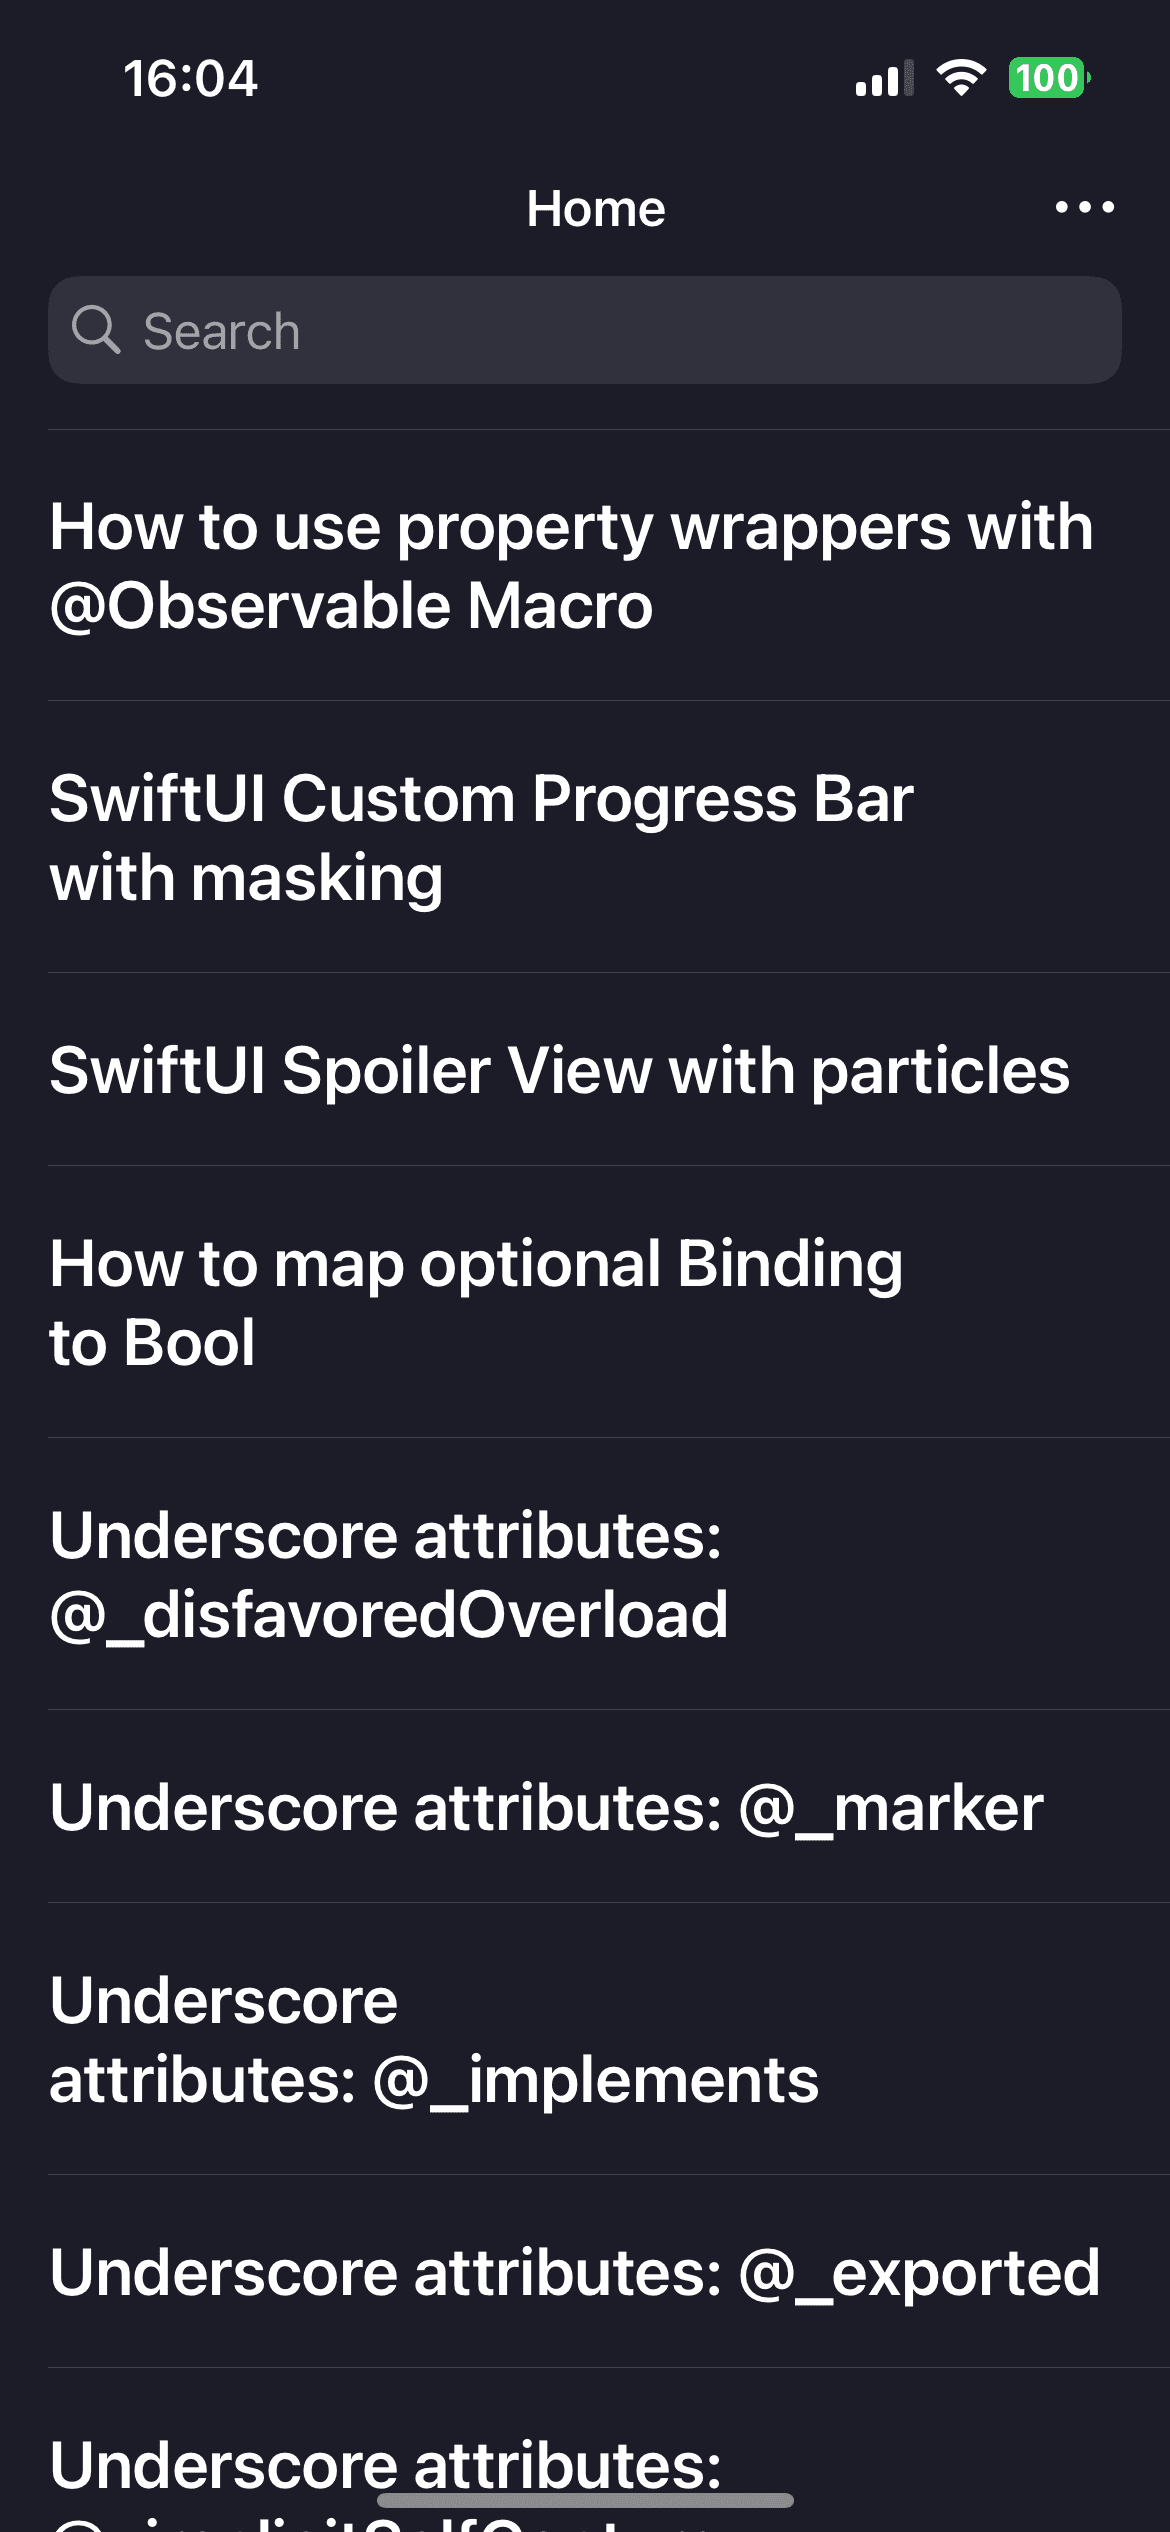 16:04
100
Home
Search
How to use property wrappers with
@Observable Macro
SwiftUI Custom Progress Bar
with masking
SwiftUI Spoiler View with particles
How to map optional Binding
to Bool
Underscore attributes:
@_disfavoredOverload
Underscore attributes: @_marker
Underscore
attributes: @_implements
Underscore attributes: @_exported
Underscore attributes: